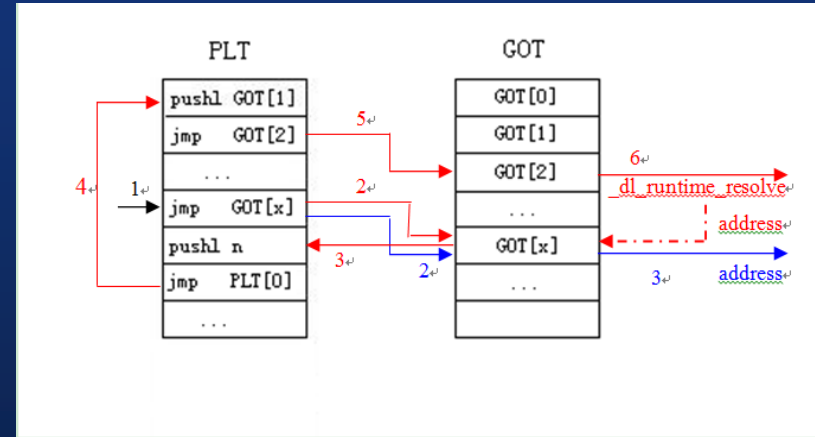 PLT
GOT
pushl GOT[1]
jmp GOT[2]
...
jmp GOT[x]
pushl n
jmp PLT[0]
...
GOT[0]
GOT[1]
GOT[2]
...
GOT[x]
...
1↵
2↵
3↵
4↵
5↵
6↵
_dl_runtime_resolve↵
address↵
2↵
3↵
address↵